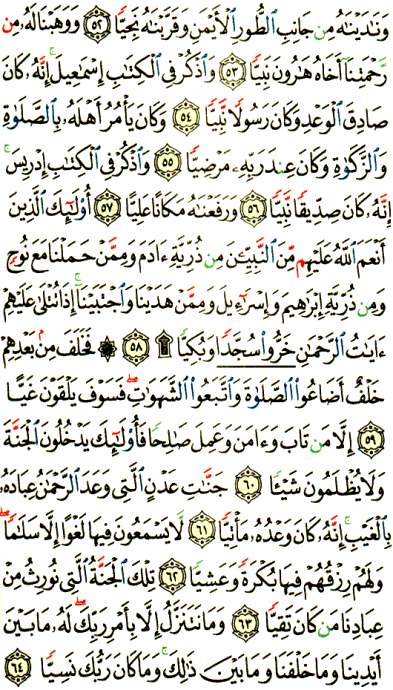 وَنَٰدَيْنَٰهُ مِن جَانِبِ ٱلطُّورِ ٱلْأَيْمَنِ وَقَرَّبْنَٰهُ نَجِيًّا ٥٢ وَوَهَبْنَا لَهُۥ مِن
رَّحْمَتِنَآ أَخَاهُ هَٰرُونَ نَبِيًّا ٥٣ وَٱذْكُرْ فِى ٱلْكِتَٰبِ إِسْمَٰعِيلَ ۚ إِنَّهُۥ كَانَ
صَادِقَ ٱلْوَعْدِ وَكَانَ رَسُولًا نَّبِيًّا ٥٤ وَكَانَ يَأْمُرُ أَهْلَهُۥ بِٱلصَّلَوٰةِ
وَٱلزَّكَوٰةِ وَكَانَ عِندَ رَبِّهِۦ مَرْضِيًّا ٥٥ وَٱذْكُرْ فِى ٱلْكِتَٰبِ إِدْرِيسَ ۚ
إِنَّهُۥ كَانَ صِدِّيقًا نَّبِيًّا ٥٦ وَرَفَعْنَٰهُ مَكَانًا عَلِيًّا ٥٧ أُو۟لَٰٓئِكَ ٱلَّذِينَ
أَنْعَمَ ٱللَّهُ عَلَيْهِم مِّنَ ٱلنَّبِيِّـۧنَ مِن ذُرِّيَّةِ ءَادَمَ وَمِمَّنْ حَمَلْنَا مَعَ نُوحٍ
وَمِن ذُرِّيَّةِ إِبْرَٰهِيمَ وَإِسْرَٰٓءِيلَ وَمِمَّنْ هَدَيْنَا وَٱجْتَبَيْنَآ ۚ إِذَا تُتْلَىٰ عَلَيْهِمْ
ءَايَٰتُ ٱلرَّحْمَٰنِ خَرُّوا۟ سُجَّدًا وَبُكِيًّا ۩ ٥٨ ۞ فَخَلَفَ مِنۢ بَعْدِهِمْ
خَلْفٌ أَضَاعُوا۟ ٱلصَّلَوٰةَ وَٱتَّبَعُوا۟ ٱلشَّهَوَٰتِ ۖ فَسَوْفَ يَلْقَوْنَ غَيًّا
٥٩ إِلَّا مَن تَابَ وَءَامَنَ وَعَمِلَ صَٰلِحًا فَأُو۟لَٰٓئِكَ يَدْخُلُونَ ٱلْجَنَّةَ
وَلَا يُظْلَمُونَ شَيْـًٔا ٦٠ جَنَّٰتِ عَدْنٍ ٱلَّتِى وَعَدَ ٱلرَّحْمَٰنُ عِبَادَهُۥ
بِٱلْغَيْبِ ۚ إِنَّهُۥ كَانَ وَعْدُهُۥ مَأْتِيًّا ٦١ لَّا يَسْمَعُونَ فِيهَا لَغْوًا إِلَّا سَلَٰمًا ۖ
وَلَهُمْ رِزْقُهُمْ فِيهَا بُكْرَةً وَعَشِيًّا ٦٢ تِلْكَ ٱلْجَنَّةُ ٱلَّتِى نُورِثُ مِنْ
عِبَادِنَا مَن كَانَ تَقِيًّا ٦٣ وَمَا نَتَنَزَّلُ إِلَّا بِأَمْرِ رَبِّكَ ۖ لَهُۥ مَا بَيْنَ
أَيْدِينَا وَمَا خَلْفَنَا وَمَا بَيْنَ ذَٰلِكَ ۚ وَمَا كَانَ رَبُّكَ نَسِيًّا ٦٤